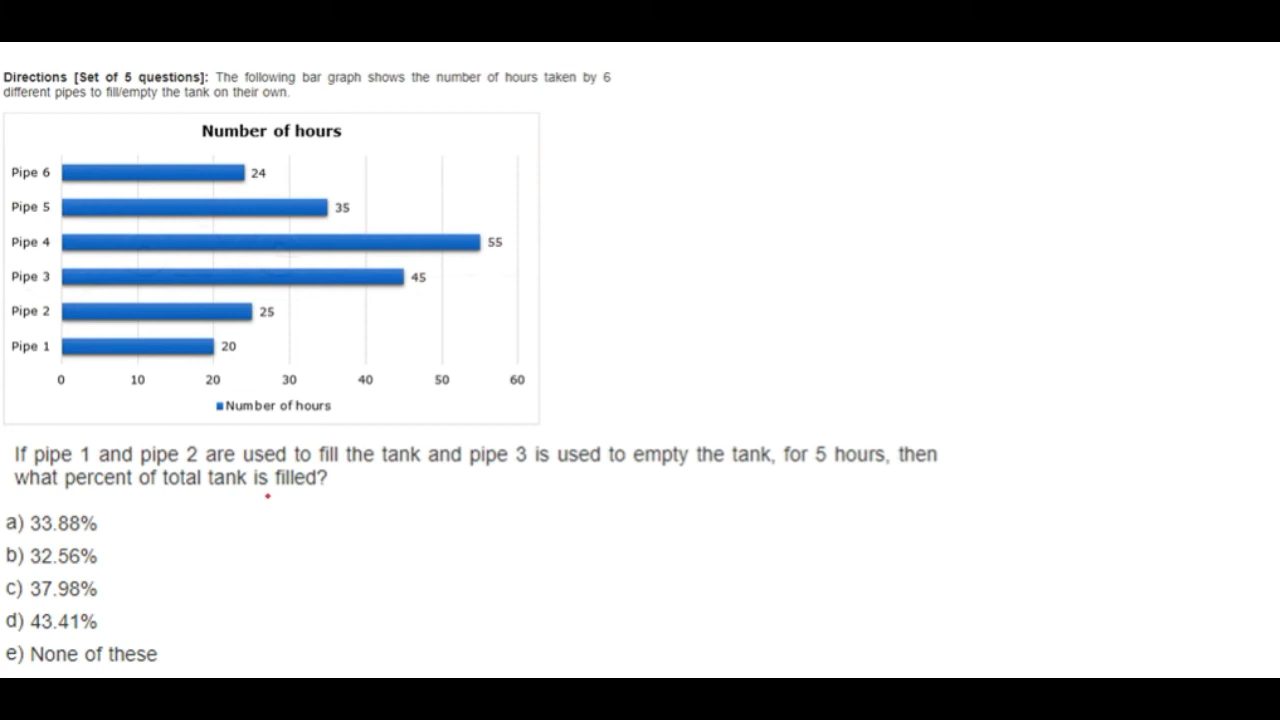 Directions [Set of 5 questions]: The following bar graph shows the number of hours taken by 6
different pipes to fill/empty the tank on their own.
Number of hours
Pipe 6 24
Pipe 5 35
Pipe 4 55
Pipe 3 45
Pipe 2 25
Pipe 1 20
0 10 20 30 40 50 60
Number of hours
If pipe 1 and pipe 2 are used to fill the tank and pipe 3 is used to empty the tank, for 5 hours, then
what percent of total tank is filled?
a) 33.88%
b) 32.56%
c) 37.98%
d) 43.41%
e) None of these